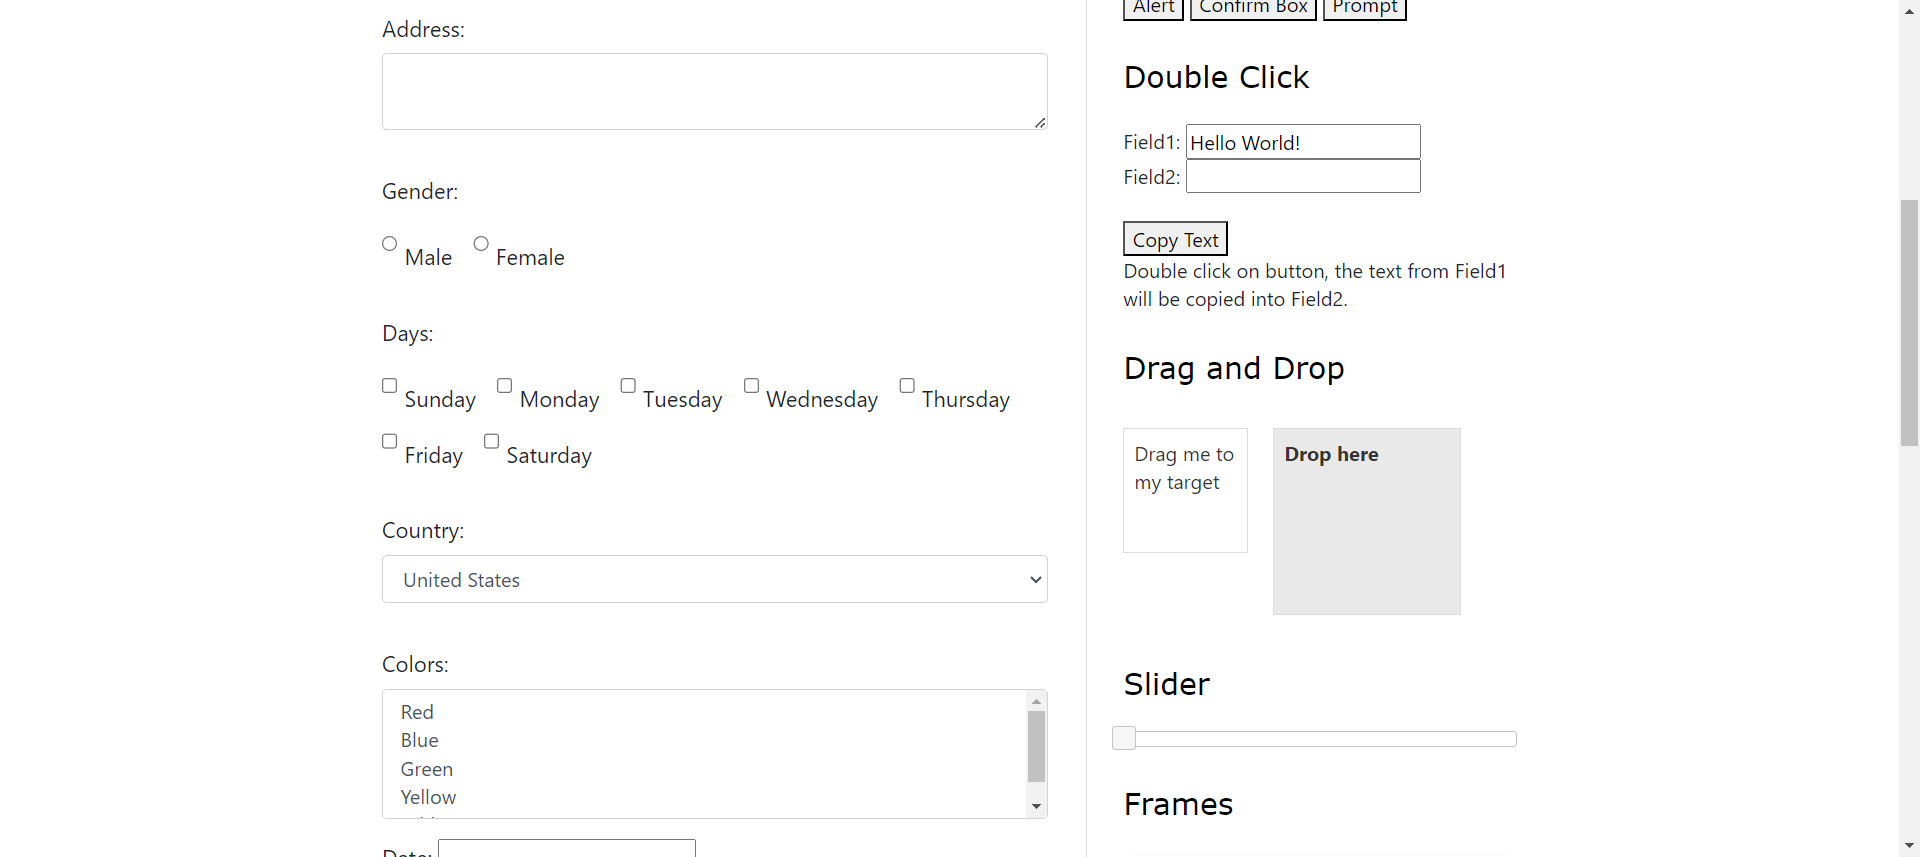 Address:
Gender:
Male Female
Days:
Sunday Monday Tuesday Wednesday Thursday
Friday Saturday
Country:
United States
Colors:
Red
Blue
Green
Yellow
Date:
Alert Confirm Box Prompt
Double Click
Field1: Hello World!
Field2:
Copy Text
Double click on button, the text from Field1
will be copied into Field2.
Drag and Drop
Drag me to
my target
Drop here
Slider
Frames